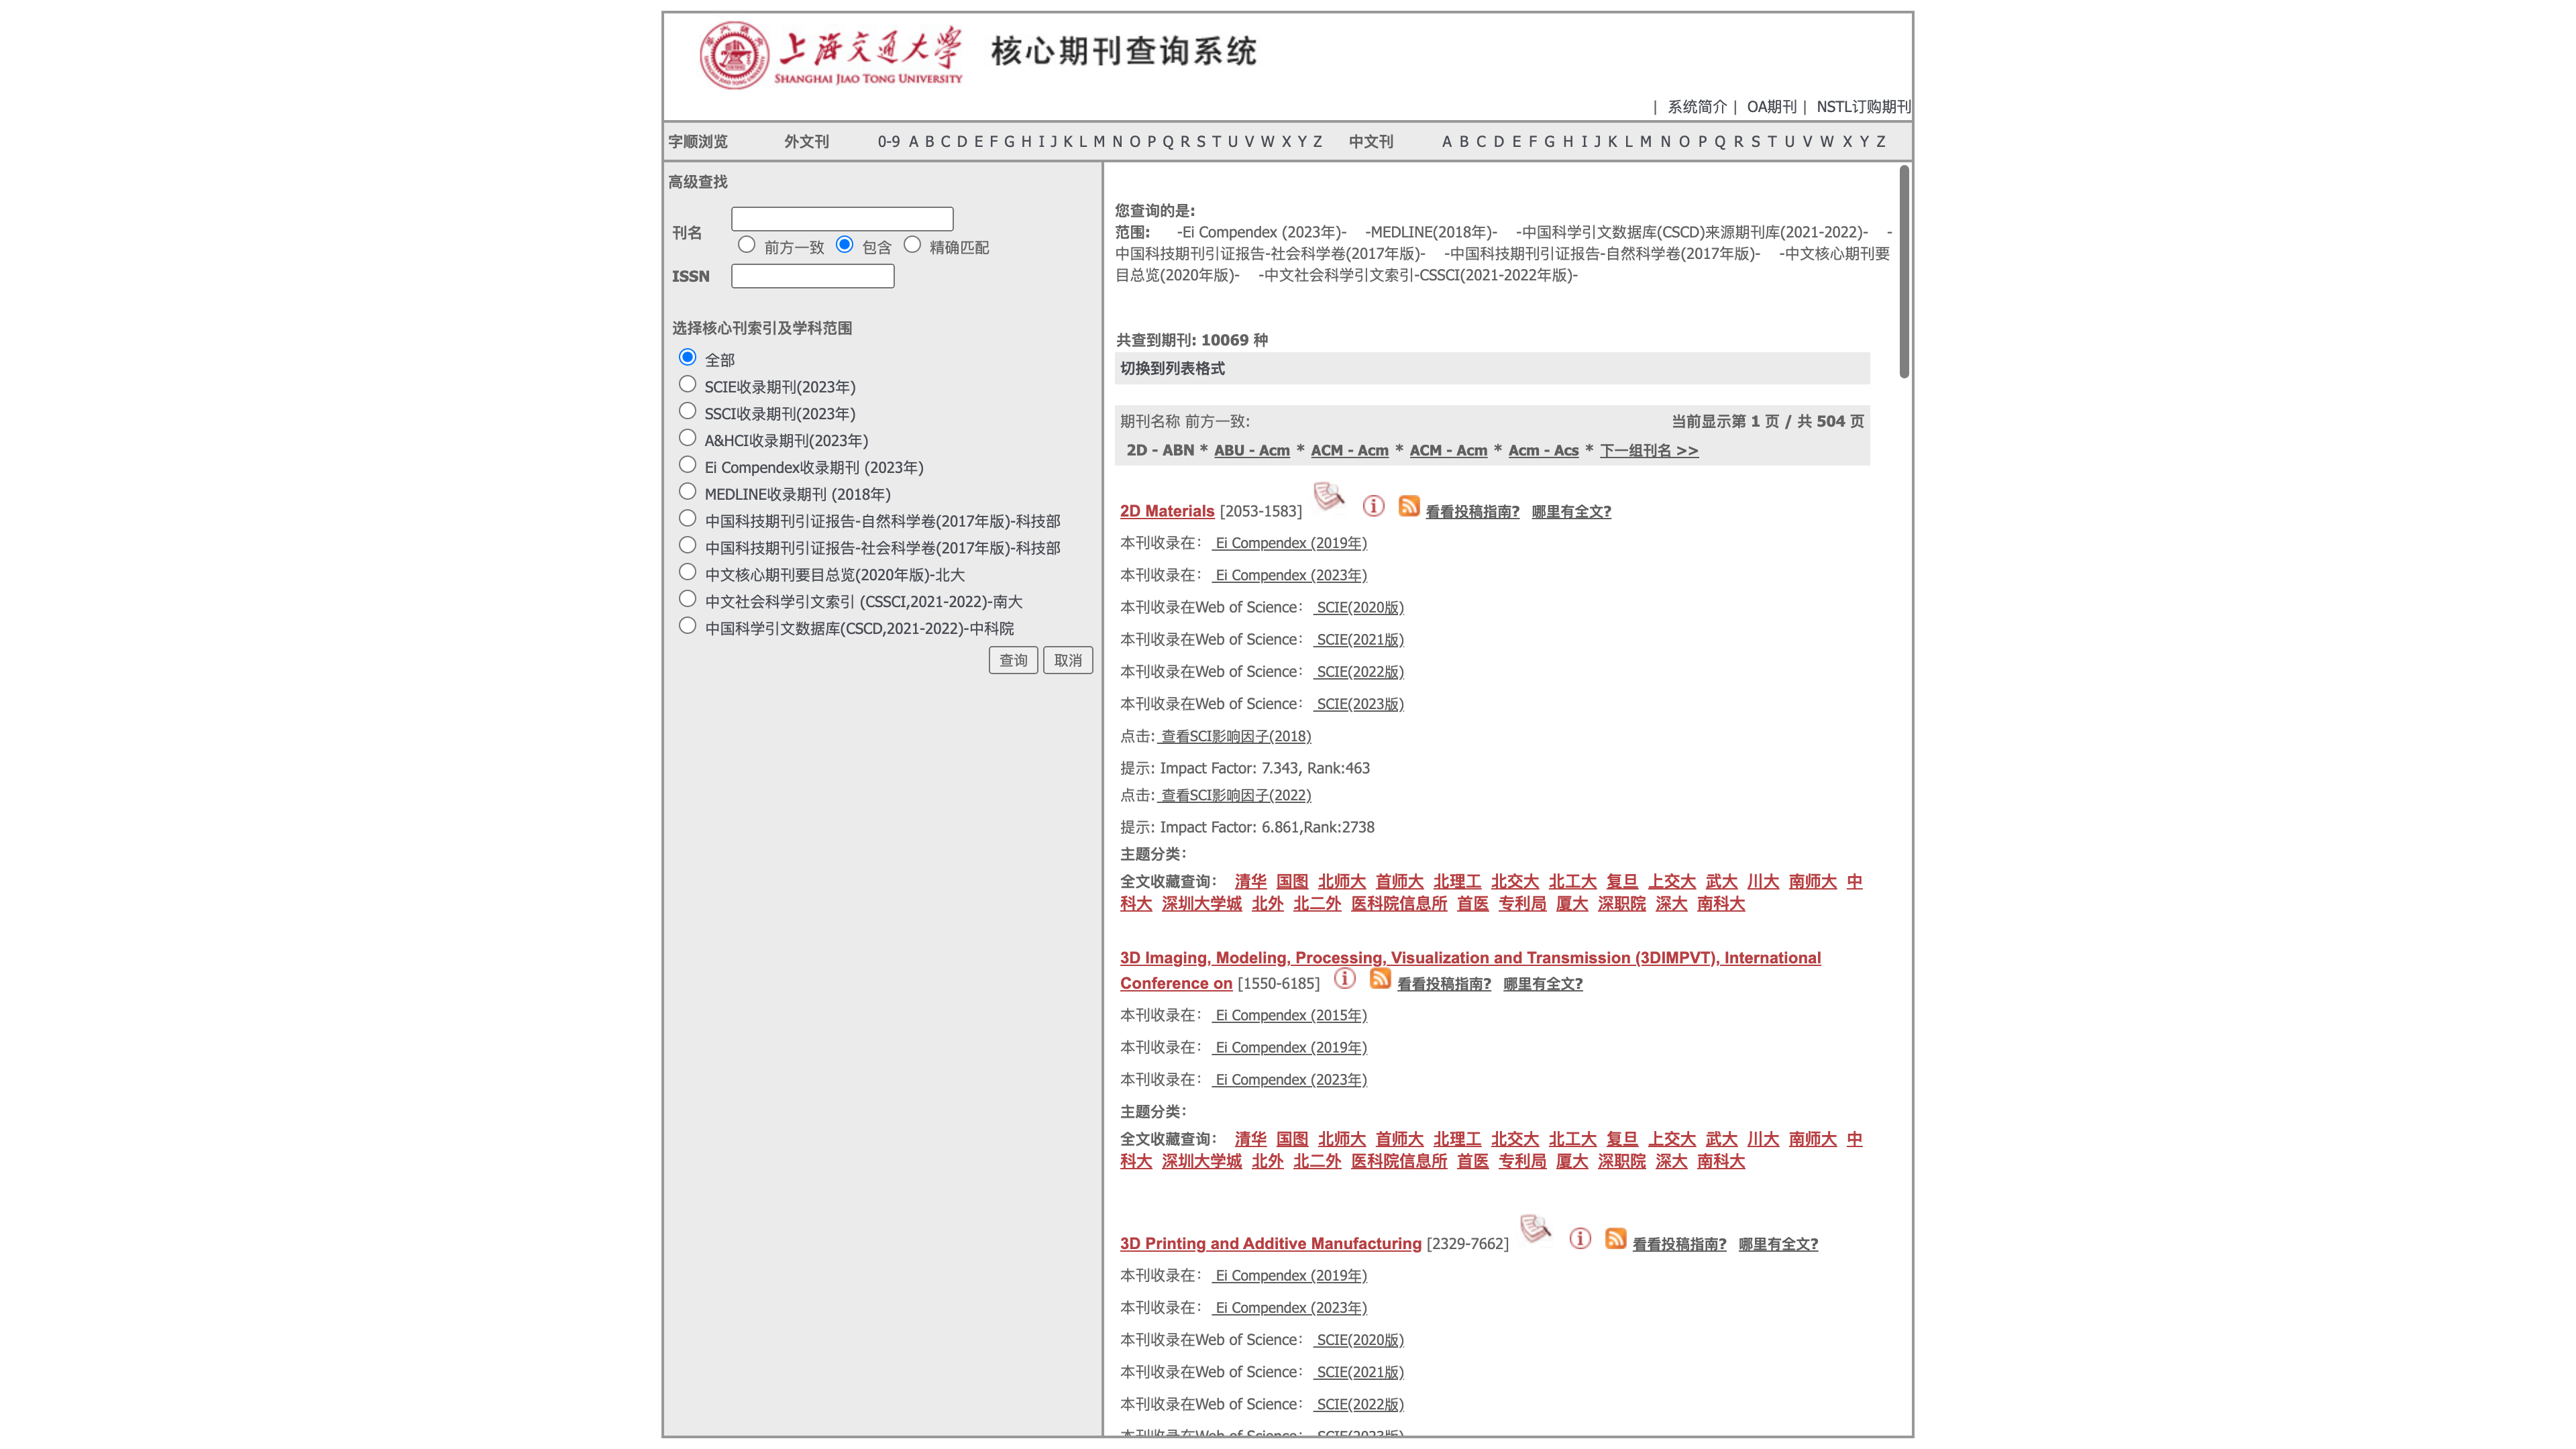 上海交通大学 核心期刊查询系统
SHANGHAI JIAO TONG UNIVERSITY
| 系统简介 | OA期刊 | NSTL订购期刊
字顺浏览 外文刊 0-9 A B C D E F G H I J K L M N O P Q R S T U V W X Y Z 中文刊 A B C D E F G H I J K L M N O P Q R S T U V W X Y Z
高级查找
刊名
前方一致 包含 精确匹配
ISSN
选择核心刊索引及学科范围
全部
SCIE收录期刊(2023年)
SSCI收录期刊(2023年)
A&HCI收录期刊(2023年)
Ei Compendex收录期刊 (2023年)
MEDLINE收录期刊 (2018年)
中国科技期刊引证报告-自然科学卷(2017年版)-科技部
中国科技期刊引证报告-社会科学卷(2017年版)-科技部
中文核心期刊要目总览(2020年版)-北大
中文社会科学引文索引 (CSSCI,2021-2022)-南大
中国科学引文数据库(CSCD,2021-2022)-中科院
查询 取消
您查询的是:
范围: -Ei Compendex (2023年)- -MEDLINE(2018年)- -中国科学引文数据库(CSCD)来源期刊库(2021-2022)- -
中国科技期刊引证报告-社会科学卷(2017年版)- -中国科技期刊引证报告-自然科学卷(2017年版)- -中文核心期刊要
目总览(2020年版)- -中文社会科学引文索引-CSSCI(2021-2022年版)-
共查到期刊: 10069 种
切换到列表格式
期刊名称 前方一致: 当前显示第 1 页 / 共 504 页
2D - ABN * ABU - Acm * ACM - Acm * ACM - Acm * Acm - Acs * 下一组刊名 >>
2D Materials [2053-1583] 看看投稿指南? 哪里有全文?
本刊收录在: Ei Compendex (2019年)
本刊收录在: Ei Compendex (2023年)
本刊收录在Web of Science: SCIE(2020版)
本刊收录在Web of Science: SCIE(2021版)
本刊收录在Web of Science: SCIE(2022版)
本刊收录在Web of Science: SCIE(2023版)
点击: 查看SCI影响因子(2018)
提示: Impact Factor: 7.343, Rank:463
点击: 查看SCI影响因子(2022)
提示: Impact Factor: 6.861,Rank:2738
主题分类:
全文收藏查询: 清华 国图 北师大 首师大 北理工 北交大 北工大 复旦 上交大 武大 川大 南师大 中
科大 深圳大学城 北外 北二外 医科院信息所 首医 专利局 厦大 深职院 深大 南科大
3D Imaging, Modeling, Processing, Visualization and Transmission (3DIMPVT), International
Conference on [1550-6185] 看看投稿指南? 哪里有全文?
本刊收录在: Ei Compendex (2015年)
本刊收录在: Ei Compendex (2019年)
本刊收录在: Ei Compendex (2023年)
主题分类:
全文收藏查询: 清华 国图 北师大 首师大 北理工 北交大 北工大 复旦 上交大 武大 川大 南师大 中
科大 深圳大学城 北外 北二外 医科院信息所 首医 专利局 厦大 深职院 深大 南科大
3D Printing and Additive Manufacturing [2329-7662] 看看投稿指南? 哪里有全文?
本刊收录在: Ei Compendex (2019年)
本刊收录在: Ei Compendex (2023年)
本刊收录在Web of Science: SCIE(2020版)
本刊收录在Web of Science: SCIE(2021版)
本刊收录在Web of Science: SCIE(2022版)
本刊收录在Web of Science: SCIE(2023版)